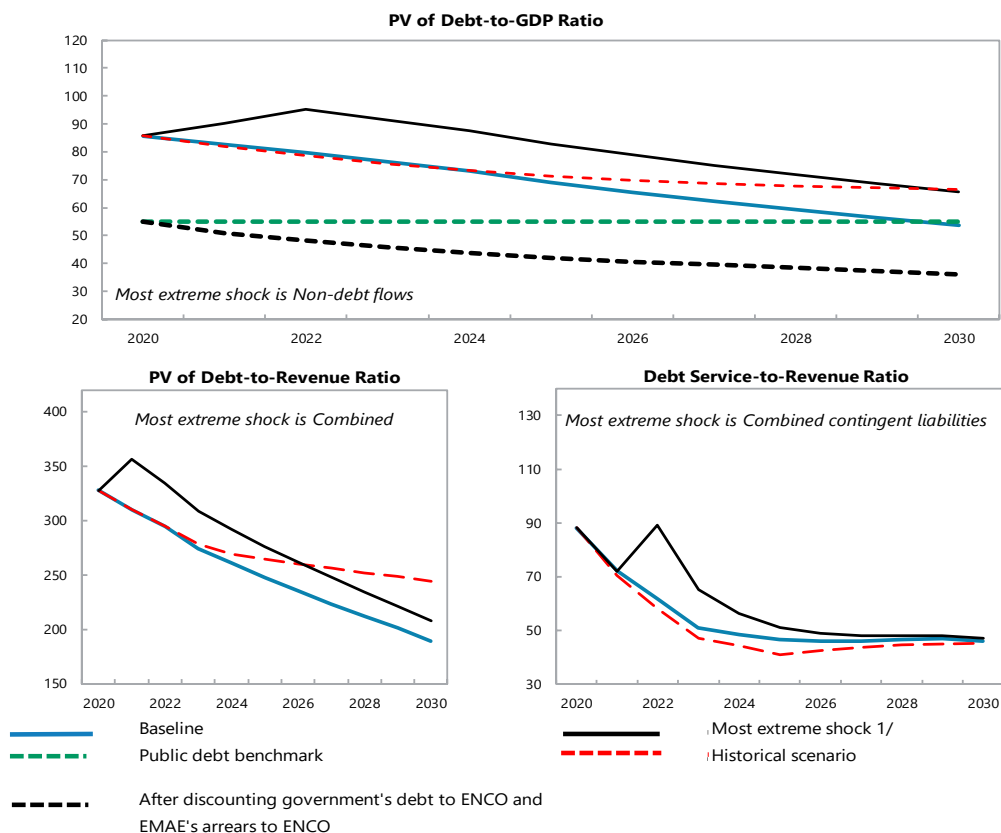 PV of Debt-to-GDP Ratio
120
110
100
90
80
70
60
50
40
30
20
Most extreme shock is Non-debt flows
2020 2022 2024 2026 2028 2030
PV of Debt-to-Revenue Ratio
Most extreme shock is Combined
400
350
300
250
200
150
2020 2022 2024 2026 2028 2030
Debt Service-to-Revenue Ratio
Most extreme shock is Combined contingent liabilities
130
110
90
70
50
30
2020 2022 2024 2026 2028 2030
Baseline
Public debt benchmark
After discounting government's debt to ENCO and
EMAE's arrears to ENCO
Most extreme shock 1/
Historical scenario